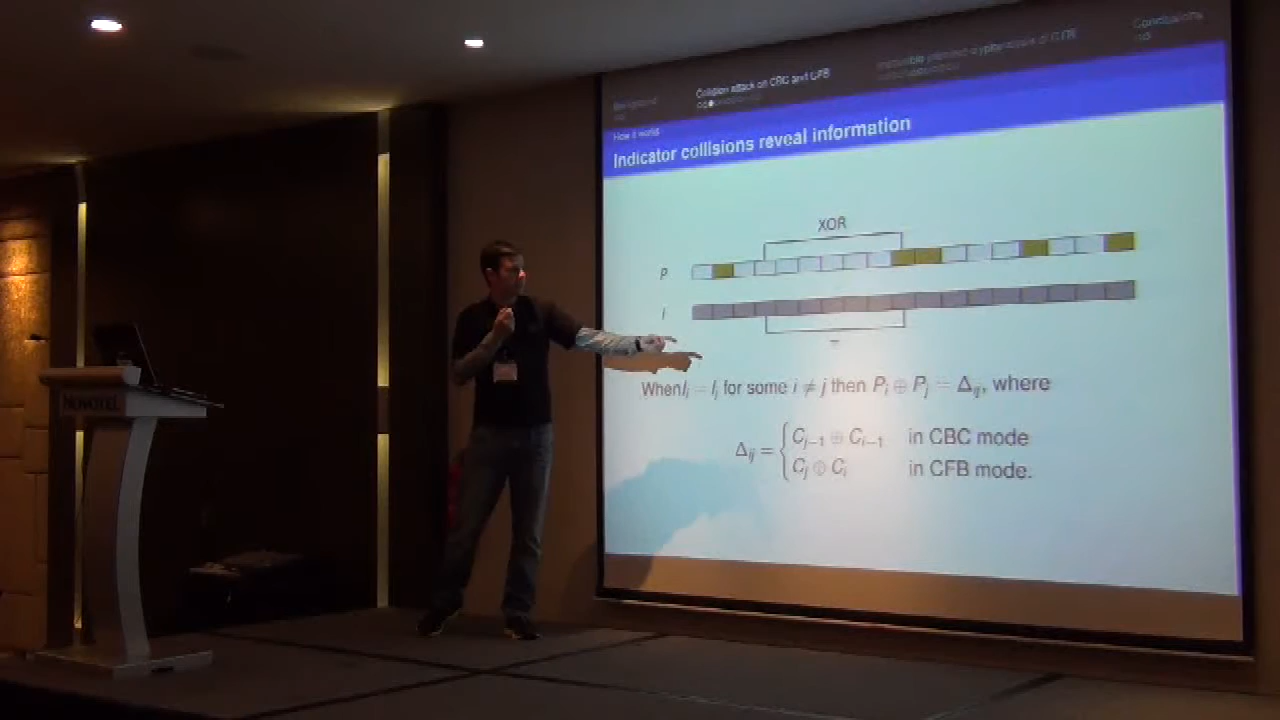 Background
Collision attack on CBC and CFB
Conclusions
How it works
Indicator collisions reveal information
XOR
P
I
=
When I_i = I_j for some i ≠ j then P_i ⊕ P_j = Δ_ij, where
Δ_ij = { C_{j−1} ⊕ C_{i−1} in CBC mode
C_j ⊕ C_i in CFB mode.
NOVOTEL